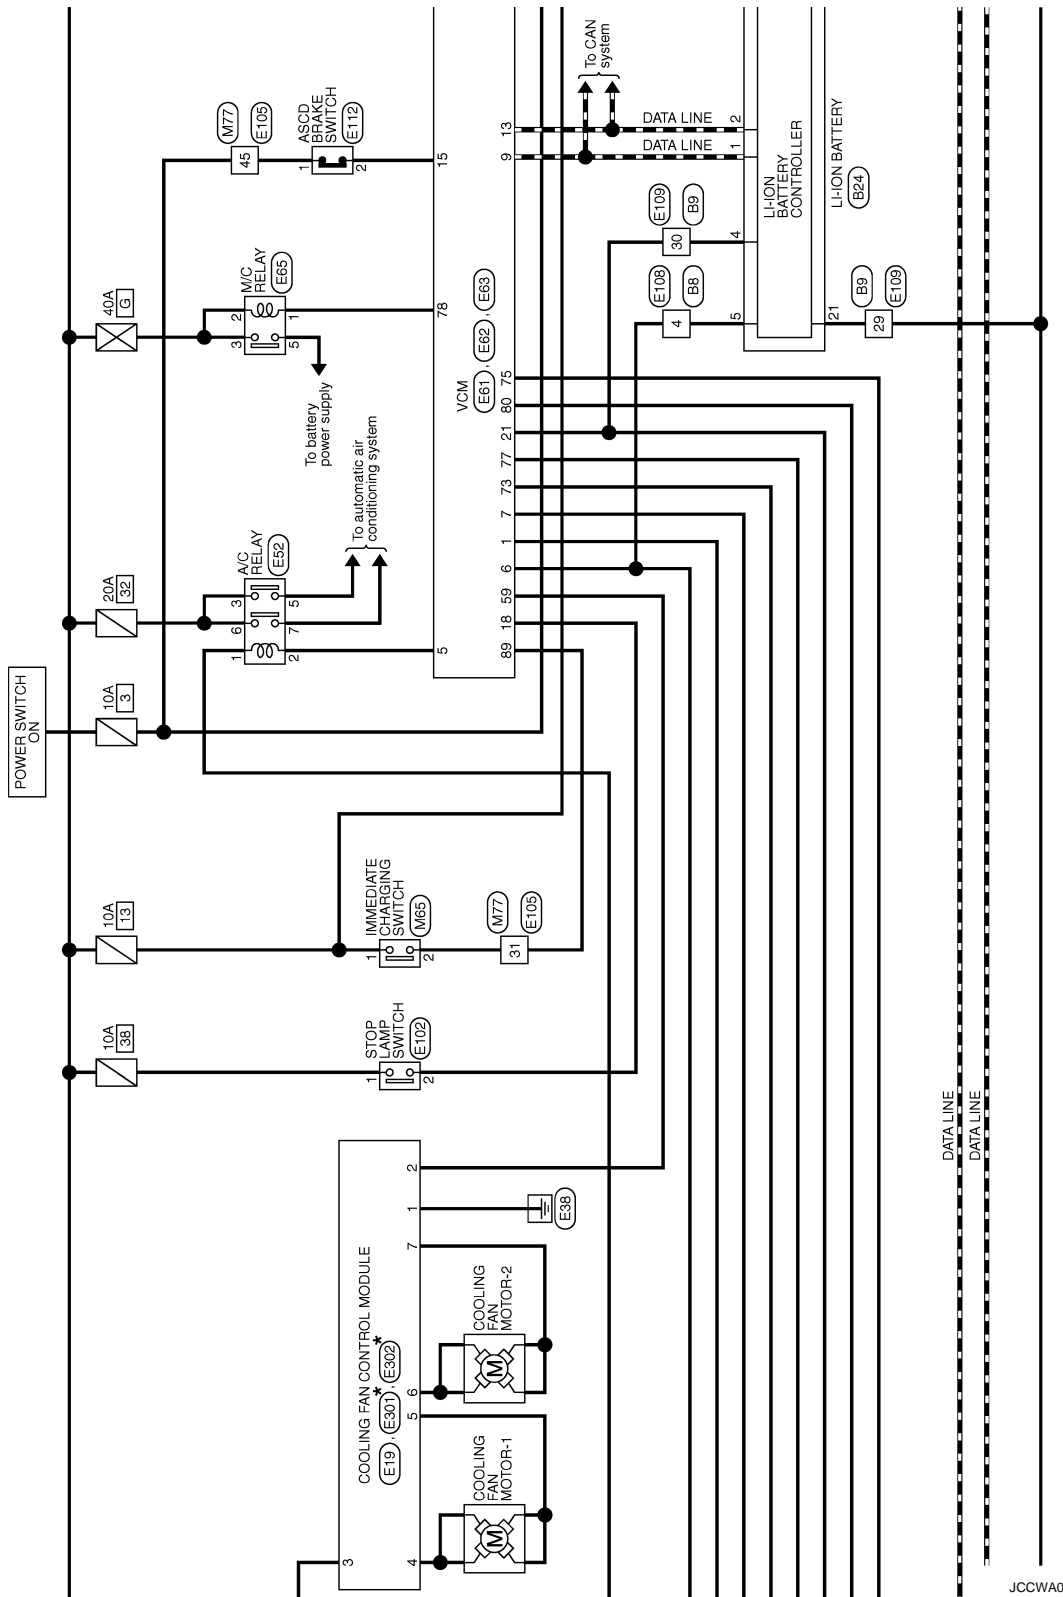 POWER SWITCH
ON
10A
38
10A
13
10A
3
20A
32
40A
G
M77
E105
45
ASCD
BRAKE
SWITCH
E112
1
2
15
M/C
RELAY
E65
2
1
3
5
78
To battery
power supply
A/C
RELAY
E52
3
5
6
7
1
2
5
To automatic air
conditioning system
VCM
E61 , E62 , E63
13
9
75
80
21
77
73
7
1
6
59
18
89
To CAN
system
DATA LINE
2
DATA LINE
1
E109
B9
30
4
E108
B8
4
5
LI-ION
BATTERY
CONTROLLER
LI-ION BATTERY
B24
21
B9
E109
29
IMMEDIATE
CHARGING
SWITCH
M65
1
2
M77
E105
31
STOP
LAMP
SWITCH
E102
1
2
COOLING FAN CONTROL MODULE
E19 , E301* , E302*
2
1
7
6
5
4
3
E38
COOLING
FAN
MOTOR-2
M
COOLING
FAN
MOTOR-1
M
DATA LINE
DATA LINE
JCCWA0